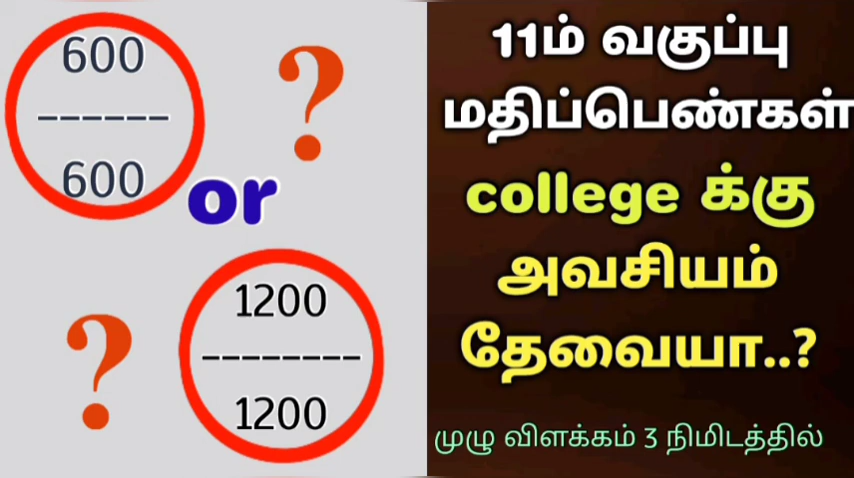 600
------
600
?
or
?
1200
--------
1200
11ம் வகுப்பு
மதிப்பெண்கள்
college க்கு
அவசியம்
தேவையா..?
முழு விளக்கம் 3 நிமிடத்தில்